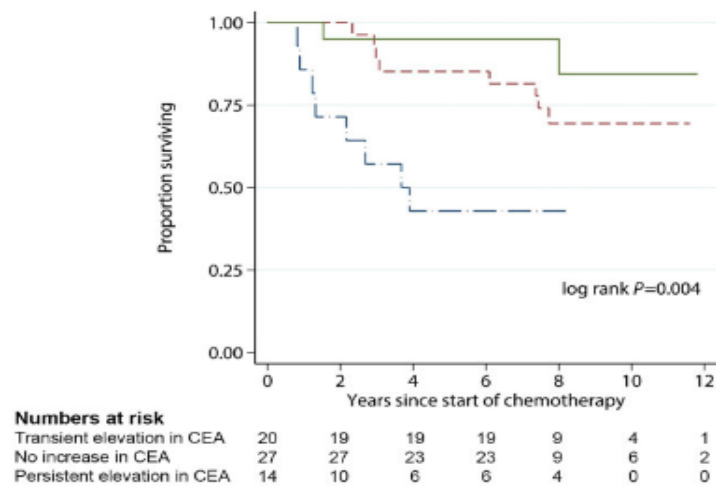 1.00
0.75
0.50
0.25
0.00
Proportion surviving
log rank P=0.004
0 2 4 6 8 10 12
Years since start of chemotherapy
Numbers at risk
Transient elevation in CEA 20 19 19 19 9 4 1
No increase in CEA 27 27 23 23 9 6 2
Persistent elevation in CEA 14 10 6 6 4 0 0